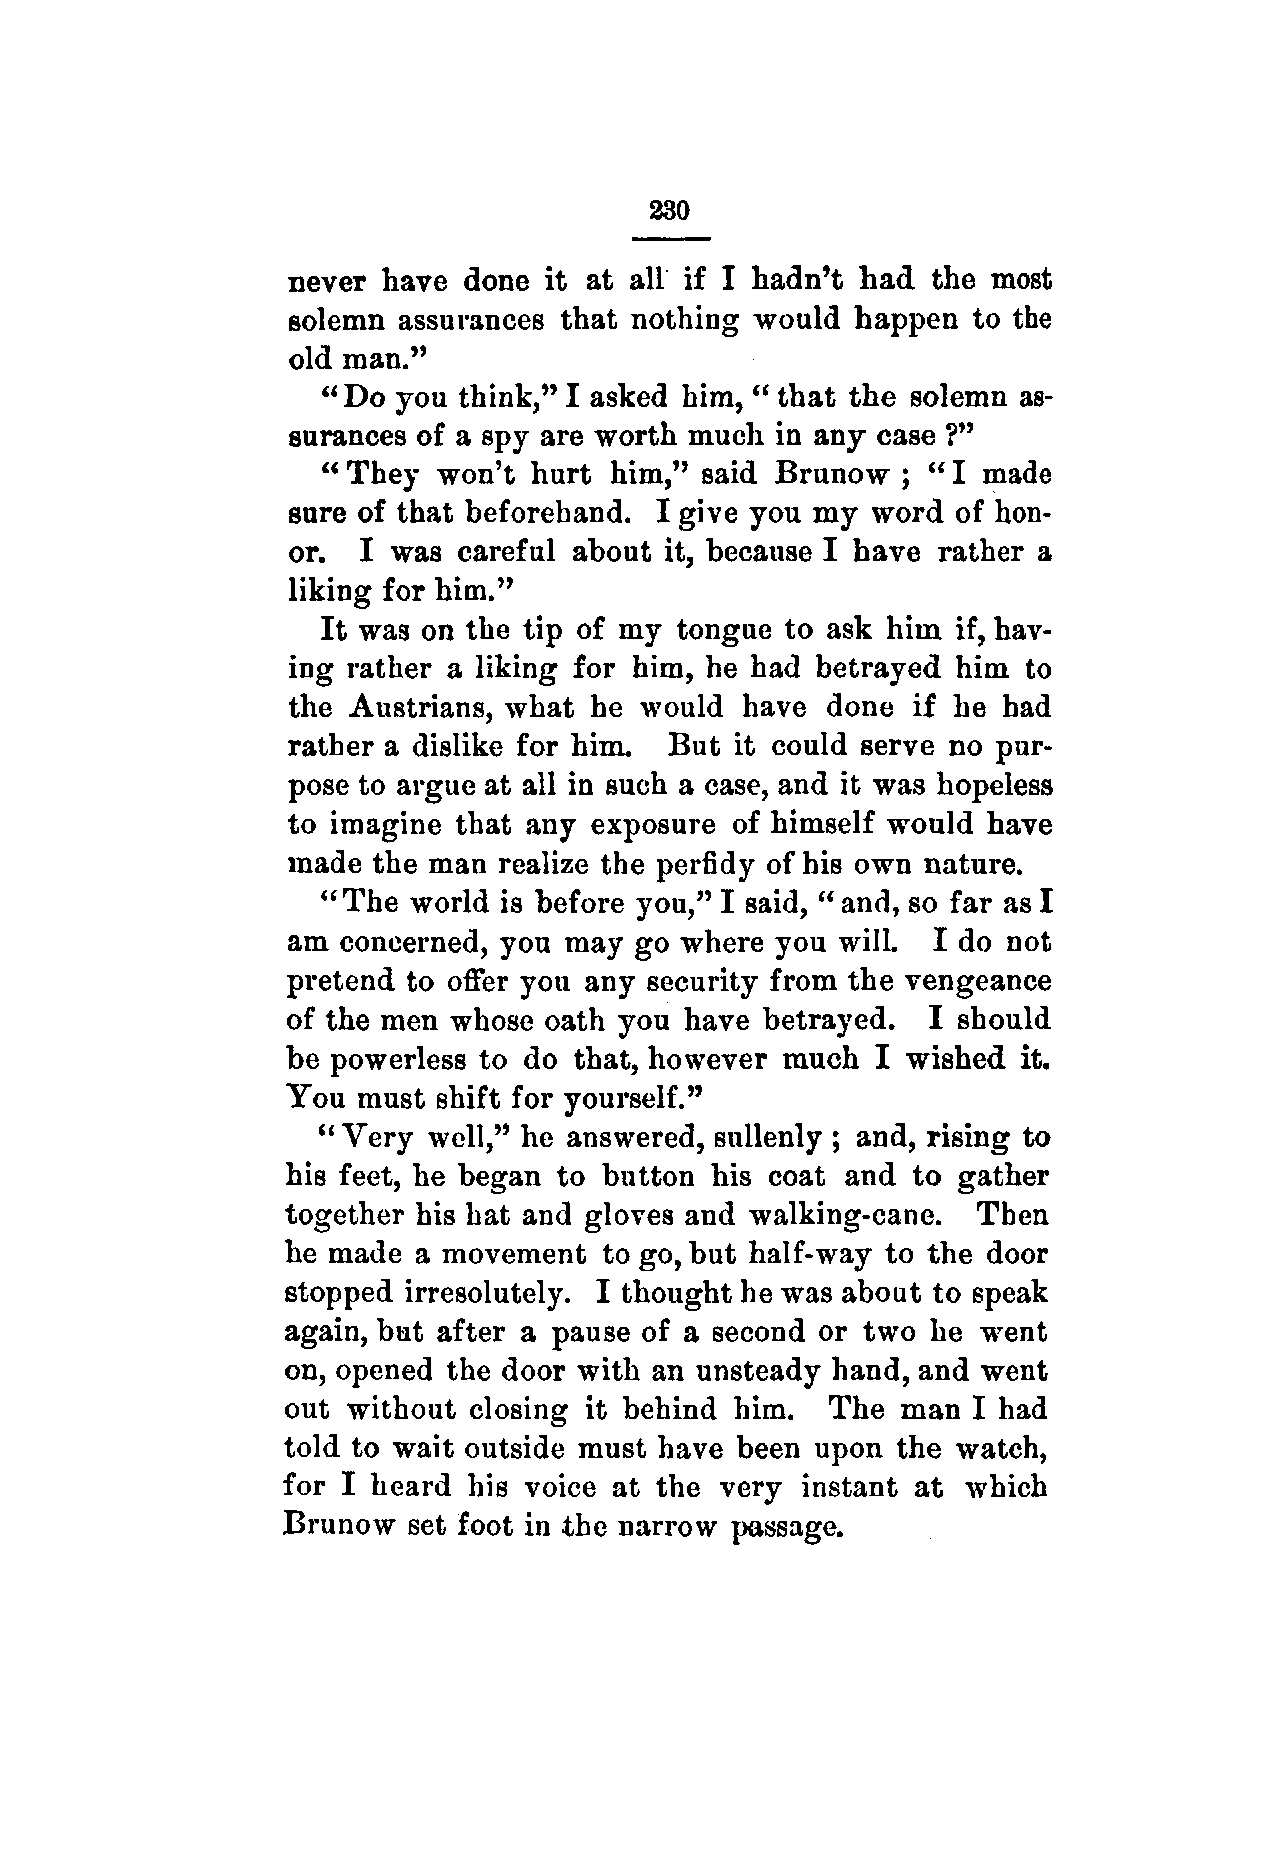 230
never have done it at all if I hadn't had the most
solemn assurances that nothing would happen to the
old man."
"Do you think," I asked him, "that the solemn as-
surances of a spy are worth much in any case ?"
"They won't hurt him," said Brunow ; "I made
sure of that beforehand. I give you my word of hon-
or. I was careful about it, because I have rather a
liking for him."
It was on the tip of my tongue to ask him if, hav-
ing rather a liking for him, he had betrayed him to
the Austrians, what he would have done if he had
rather a dislike for him. But it could serve no pur-
pose to argue at all in such a case, and it was hopeless
to imagine that any exposure of himself would have
made the man realize the perfidy of his own nature.
"The world is before you," I said, "and, so far as I
am concerned, you may go where you will. I do not
pretend to offer you any security from the vengeance
of the men whose oath you have betrayed. I should
be powerless to do that, however much I wished it.
You must shift for yourself."
"Very well," he answered, sullenly ; and, rising to
his feet, he began to button his coat and to gather
together his hat and gloves and walking-cane. Then
he made a movement to go, but half-way to the door
stopped irresolutely. I thought he was about to speak
again, but after a pause of a second or two he went
on, opened the door with an unsteady hand, and went
out without closing it behind him. The man I had
told to wait outside must have been upon the watch,
for I heard his voice at the very instant at which
Brunow set foot in the narrow passage.